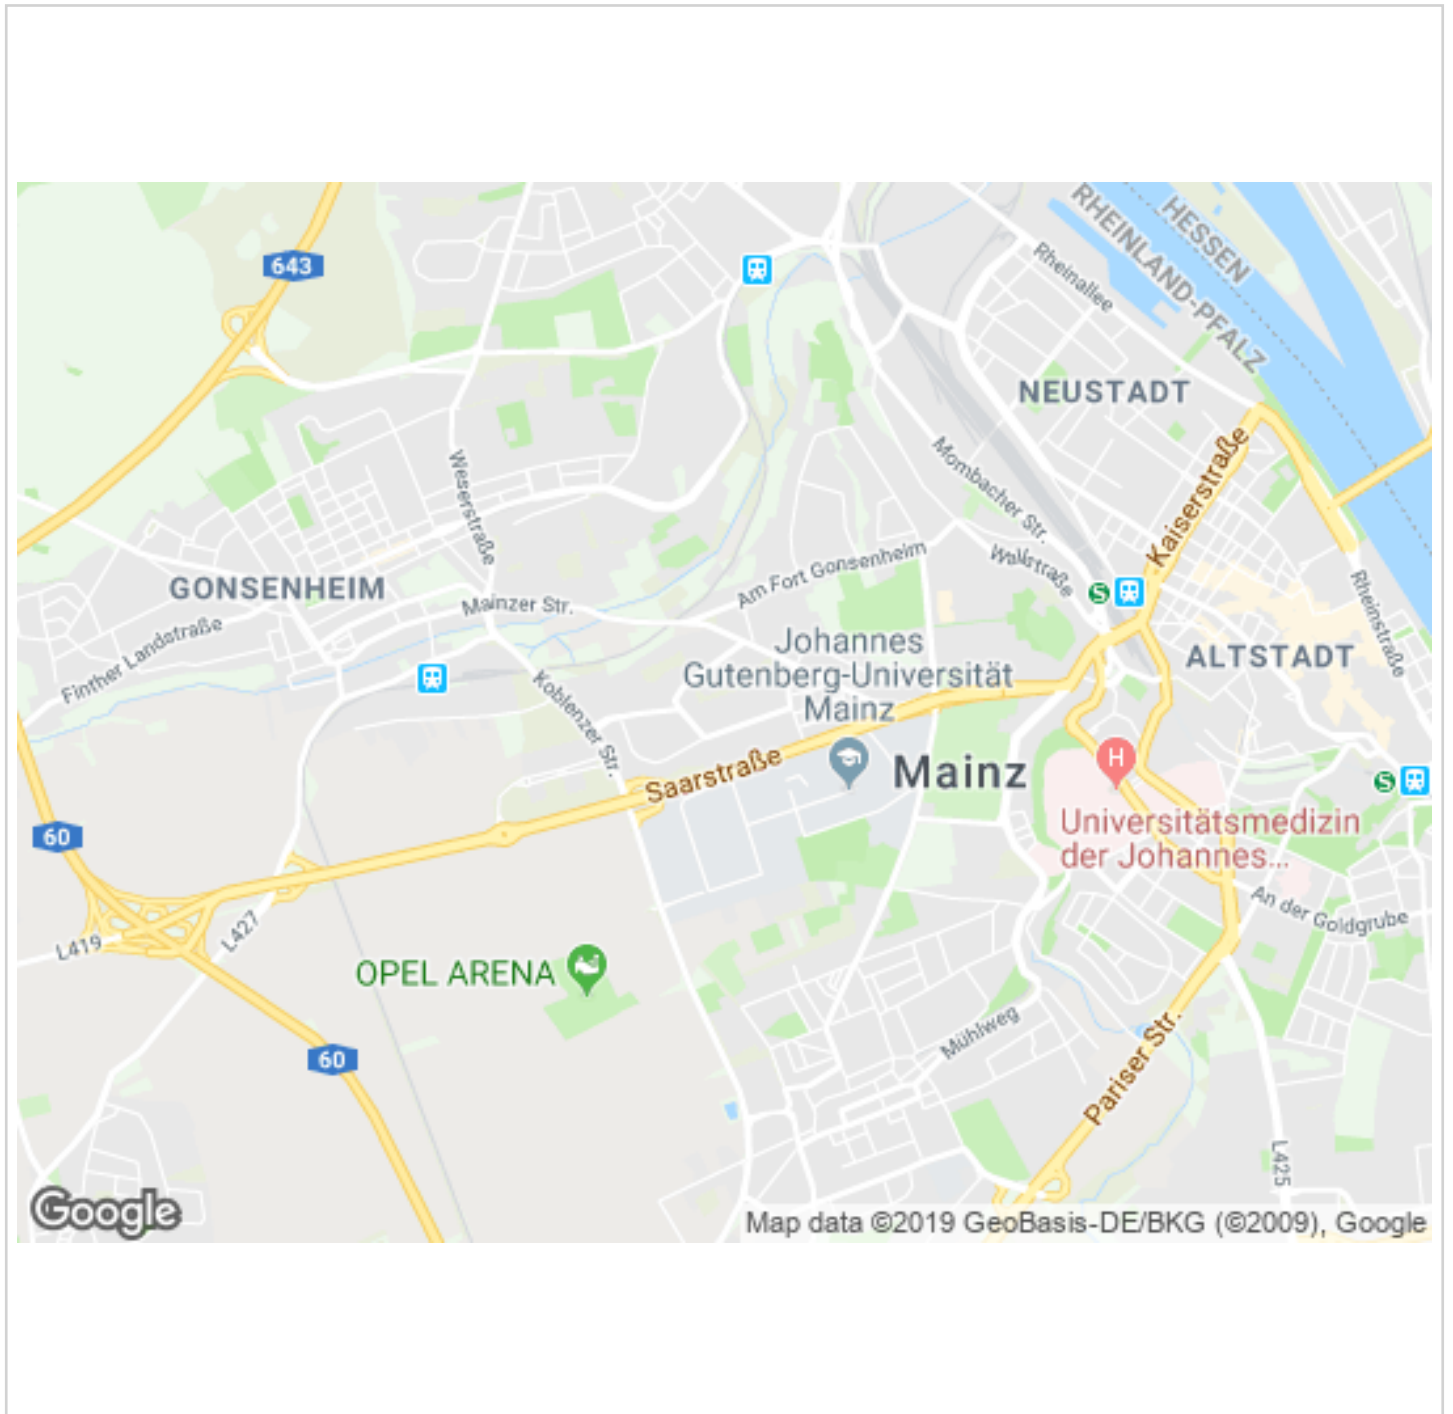 643
HESSEN
RHEINLAND-PFALZ
Rheinallee
NEUSTADT
Weserstraße
Mombacher Str.
Kaiserstraße
Wallstraße
Am Fort Gonsenheim
S
GONSENHEIM
Mainzer Str.
Rheinstraße
Finther Landstraße
Johannes
Gutenberg-Universität
Mainz
ALTSTADT
Koblenzer Str.
Saarstraße
Mainz
H
S
60
Universitätsmedizin
der Johannes...
An der Goldgrube
L427
L419
OPEL ARENA
Mühlweg
60
Pariser Str.
L425
Google
Map data ©2019 GeoBasis-DE/BKG (©2009), Google